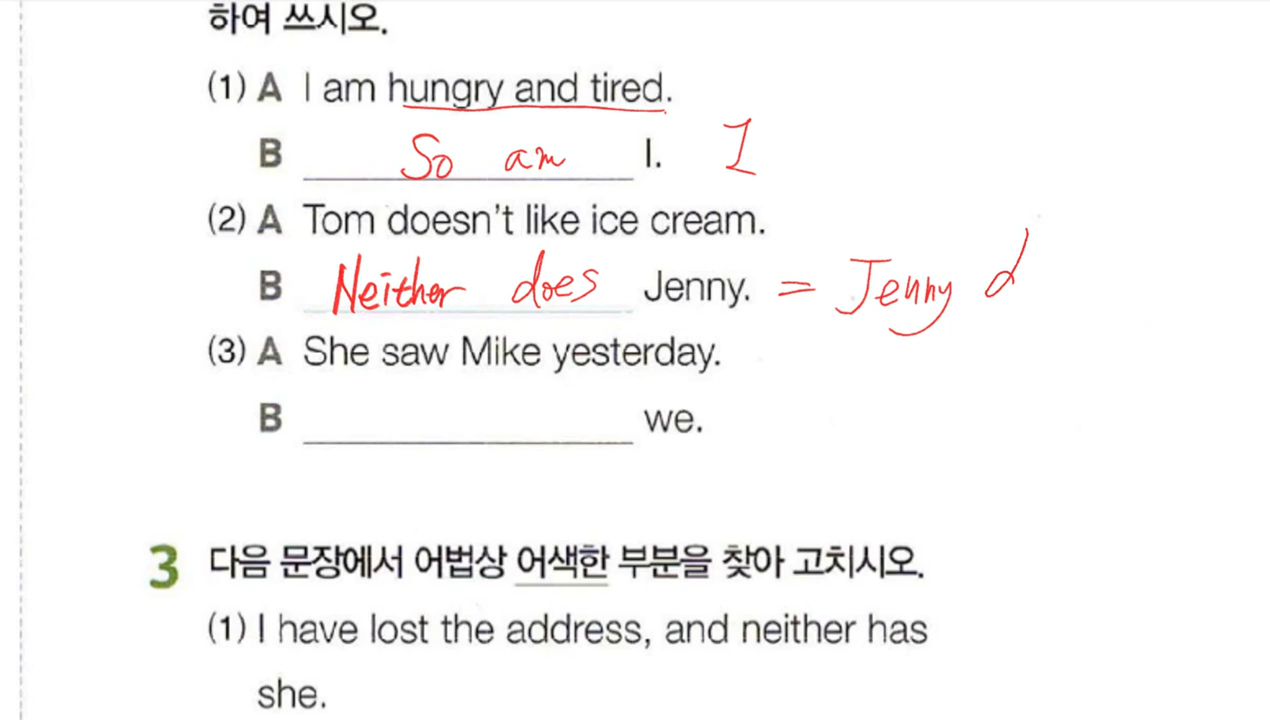 하여 쓰시오.
(1) A I am hungry and tired.
B So am I. I
(2) A Tom doesn't like ice cream.
B Neither does Jenny. = Jenny d
(3) A She saw Mike yesterday.
B ____________ we.
3 다음 문장에서 어법상 어색한 부분을 찾아 고치시오.
(1) I have lost the address, and neither has
she.